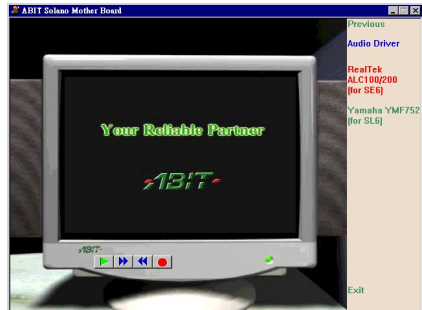 ABIT Solano Mother Board
Previous
Audio Driver
RealTek
ALC100/200
(for SE6)
Yamaha YMF752
(for SL6)
Your Reliable Partner
ABIT
ABIT
Exit